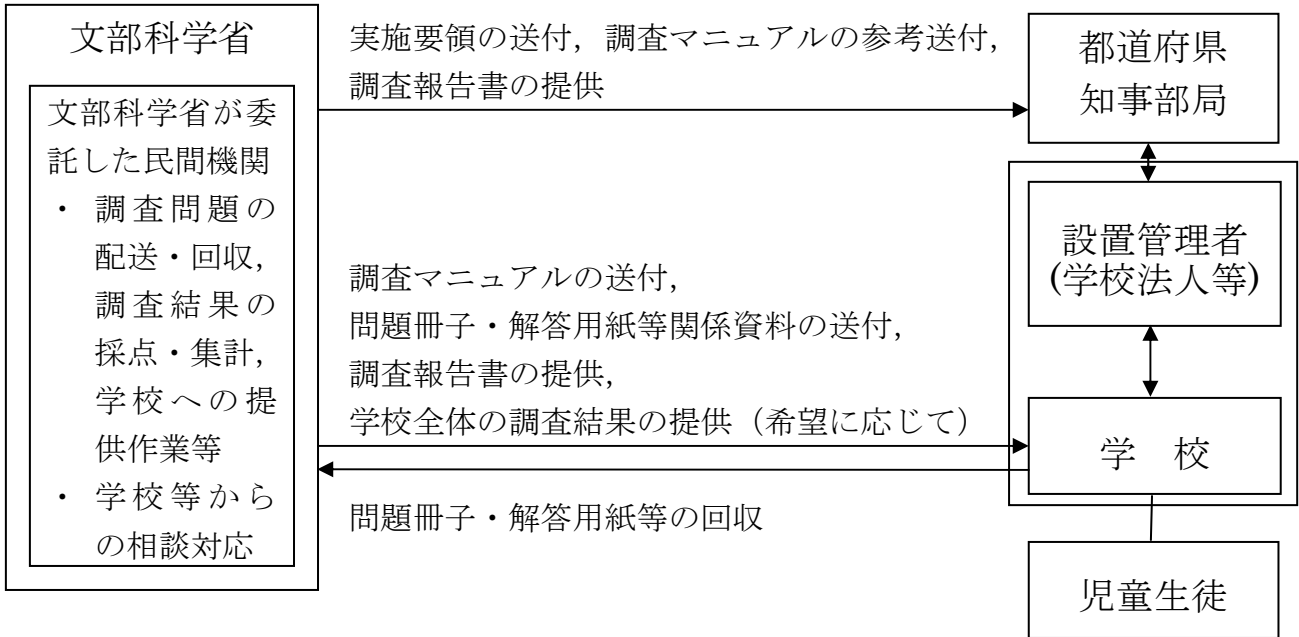 文部科学省
文部科学省が委
託した民間機関
・ 調査問題の
配送・回収,
調査結果の
採点・集計,
学校への提
供作業等
・ 学校等から
の相談対応
実施要領の送付，調査マニュアルの参考送付，
調査報告書の提供
調査マニュアルの送付，
問題冊子・解答用紙等関係資料の送付，
調査報告書の提供，
学校全体の調査結果の提供（希望に応じて）
問題冊子・解答用紙等の回収
都道府県
知事部局
設置管理者
(学校法人等)
学　校
児童生徒